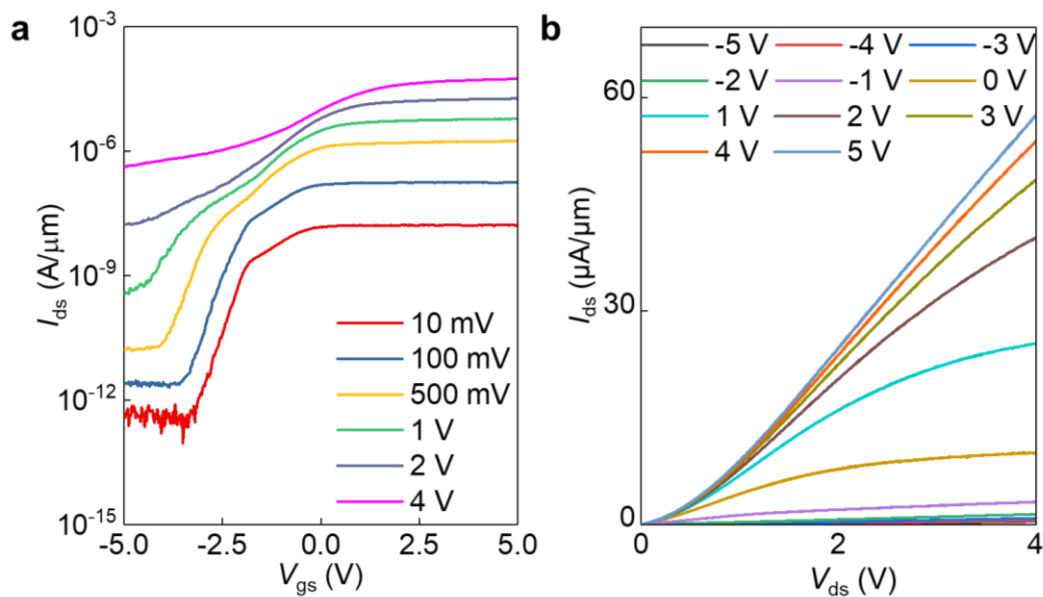 a
I_ds (A/μm)
10⁻³
10⁻⁶
10⁻⁹
10⁻¹²
10⁻¹⁵
10 mV
100 mV
500 mV
1 V
2 V
4 V
-5.0 -2.5 0.0 2.5 5.0
V_gs (V)
b
I_ds (μA/μm)
60
30
0
-5 V -4 V -3 V
-2 V -1 V 0 V
1 V 2 V 3 V
4 V 5 V
0 2 4
V_ds (V)